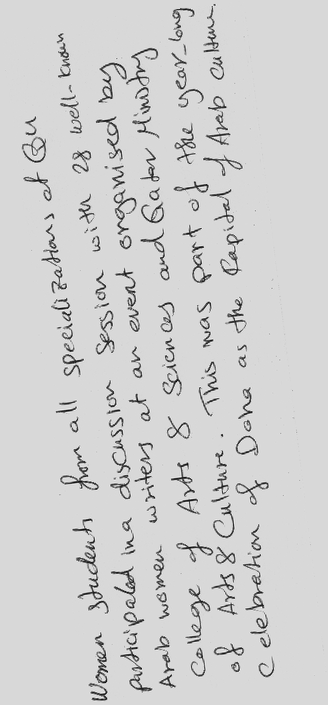 Women students from all specializations at QU
participated in a discussion session with 28 well-known
Arab women writers at an event organised by
College of Arts & Sciences and Qatar Ministry
of Arts & Culture. This was part of the year-long
Celebration of Doha as the Capital of Arab Culture.